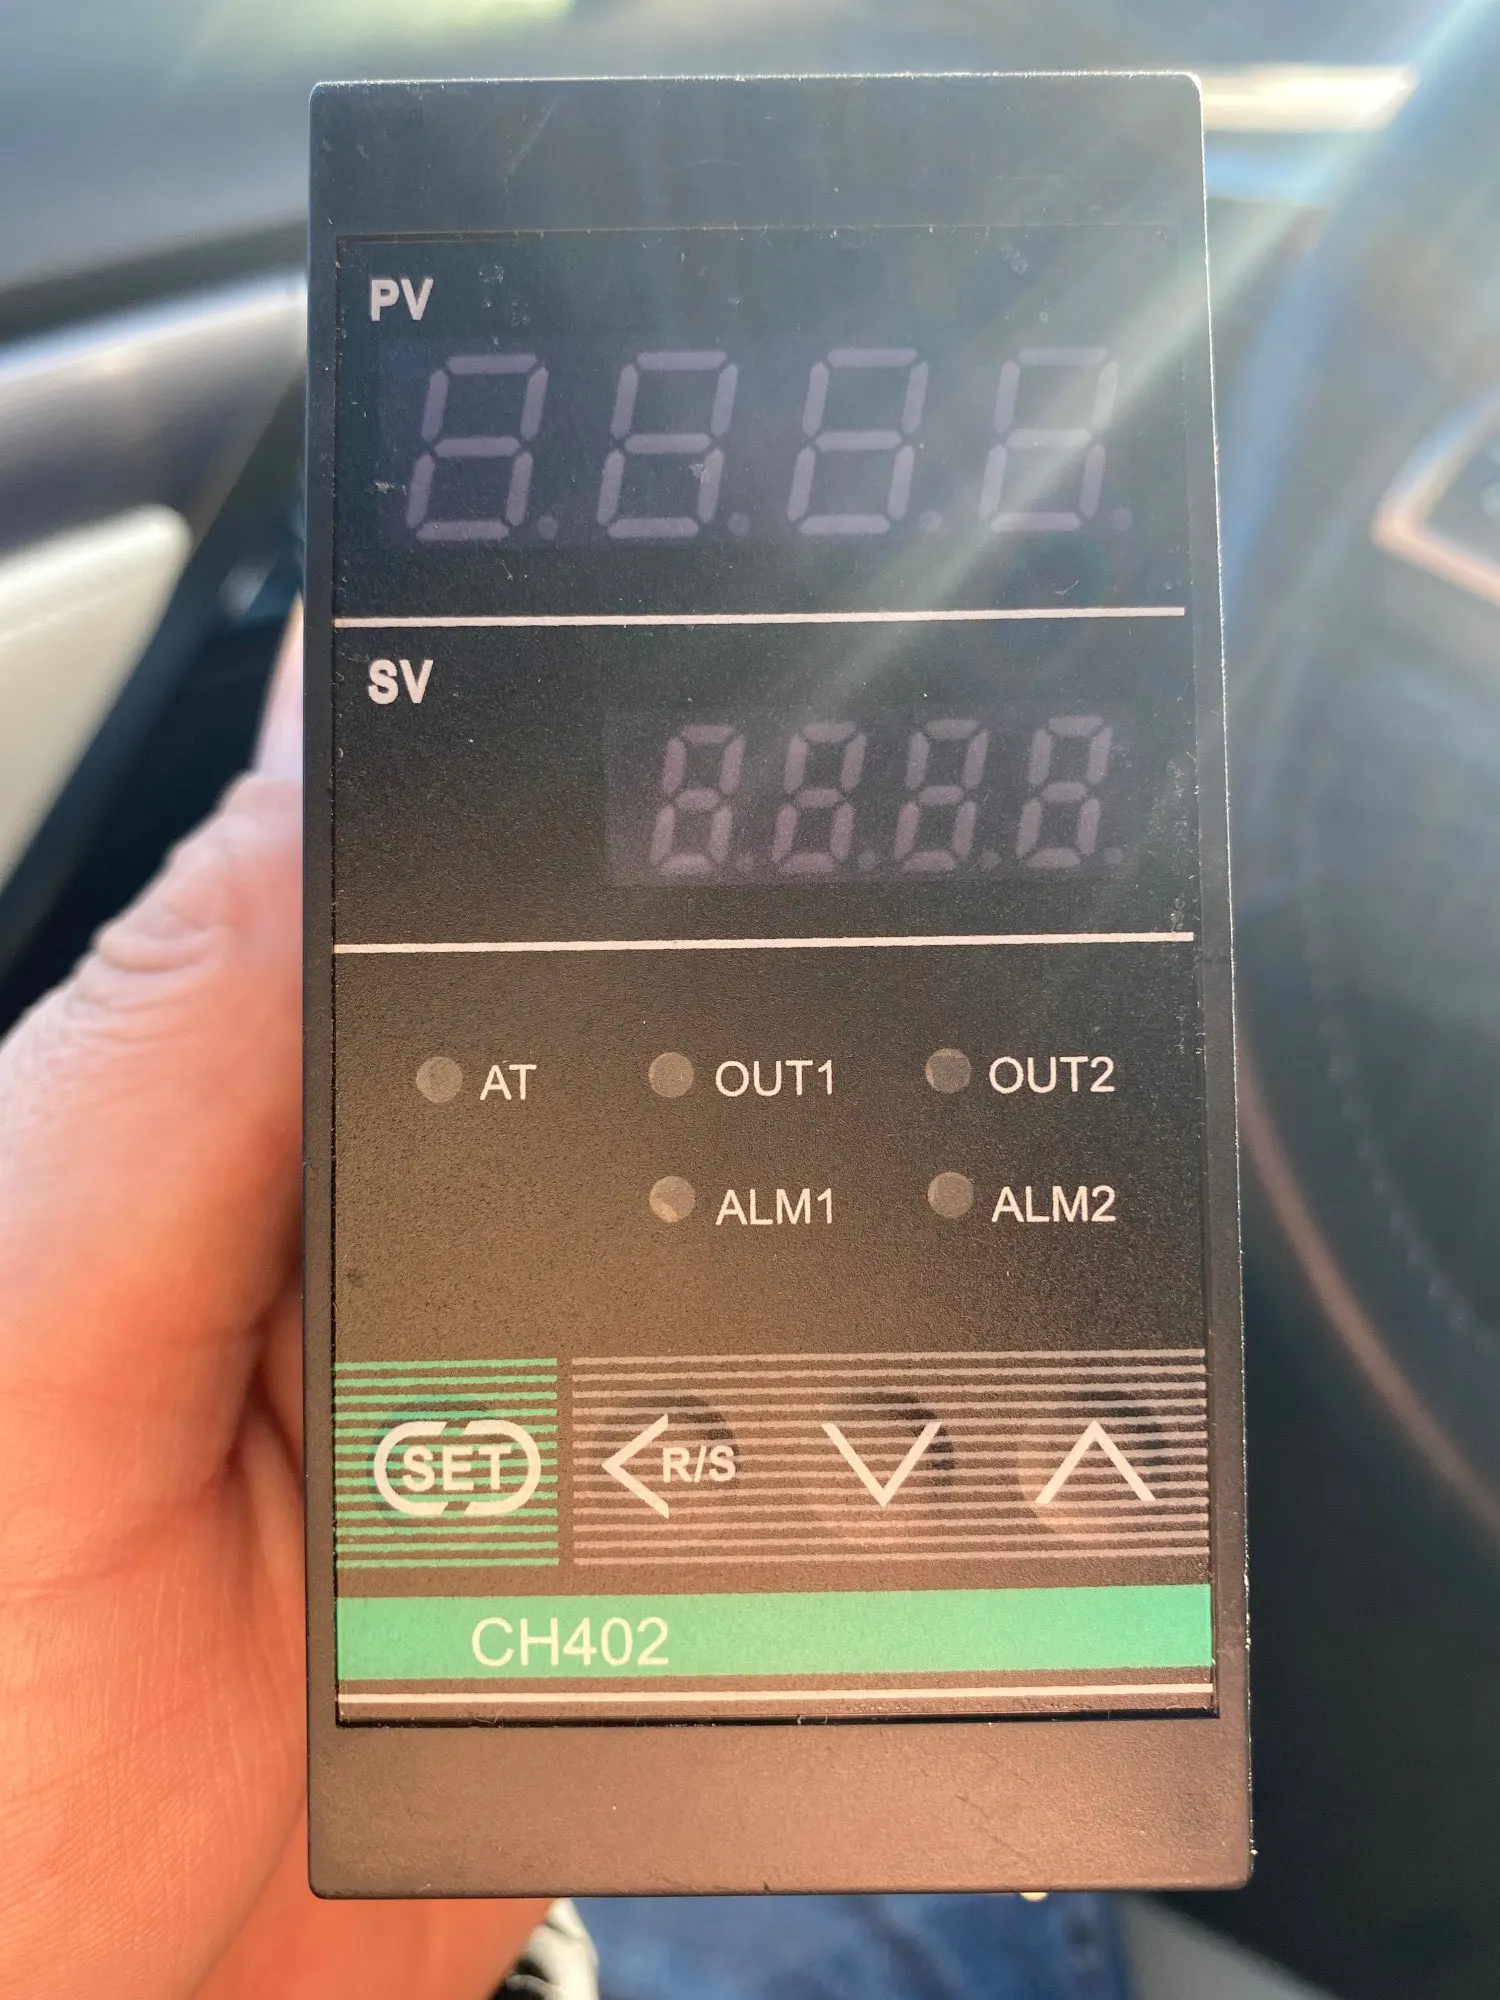 PV
SV
AT OUT1 OUT2
ALM1 ALM2
SET <R/S
CH402